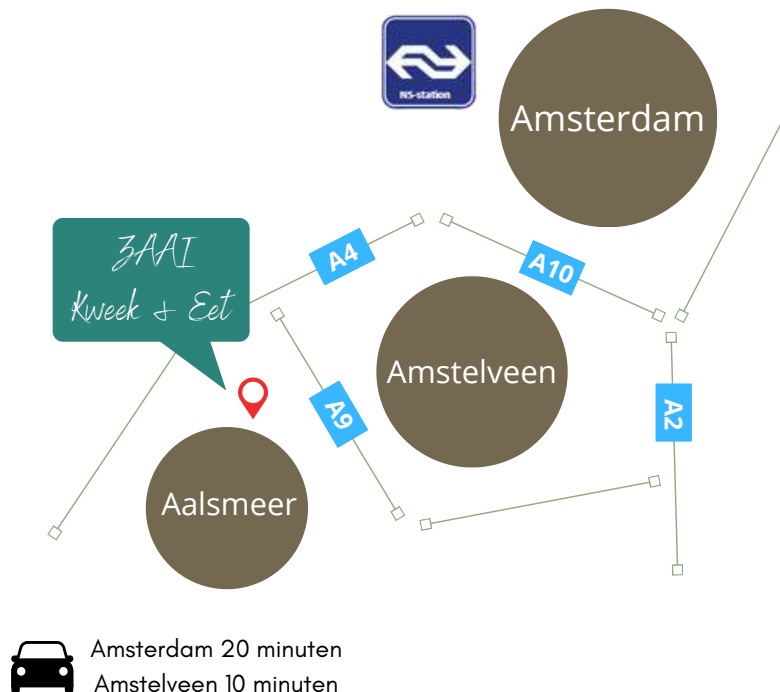 NS-station
Amsterdam
A4
A10
ZAAI
Kweek & Eet
Amstelveen
A9
A2
Aalsmeer
Amsterdam 20 minuten
Amstelveen 10 minuten